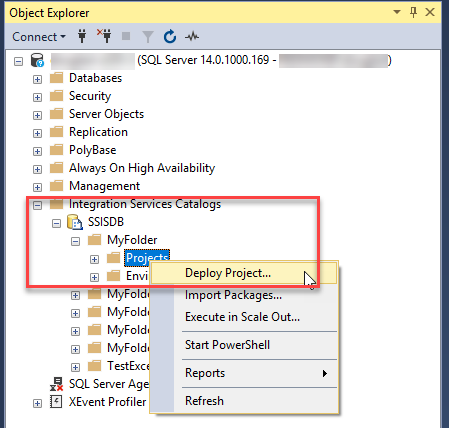 Object Explorer
Connect
(SQL Server 14.0.1000.169 -
Databases
Security
Server Objects
Replication
PolyBase
Always On High Availability
Management
Integration Services Catalogs
SSISDB
MyFolder
Projects
Envi
Deploy Project...
MyFolde
Import Packages...
MyFolde
Execute in Scale Out...
MyFolde
Start PowerShell
MyFolde
TestExce
Reports
SQL Server Age
XEvent Profiler
Refresh